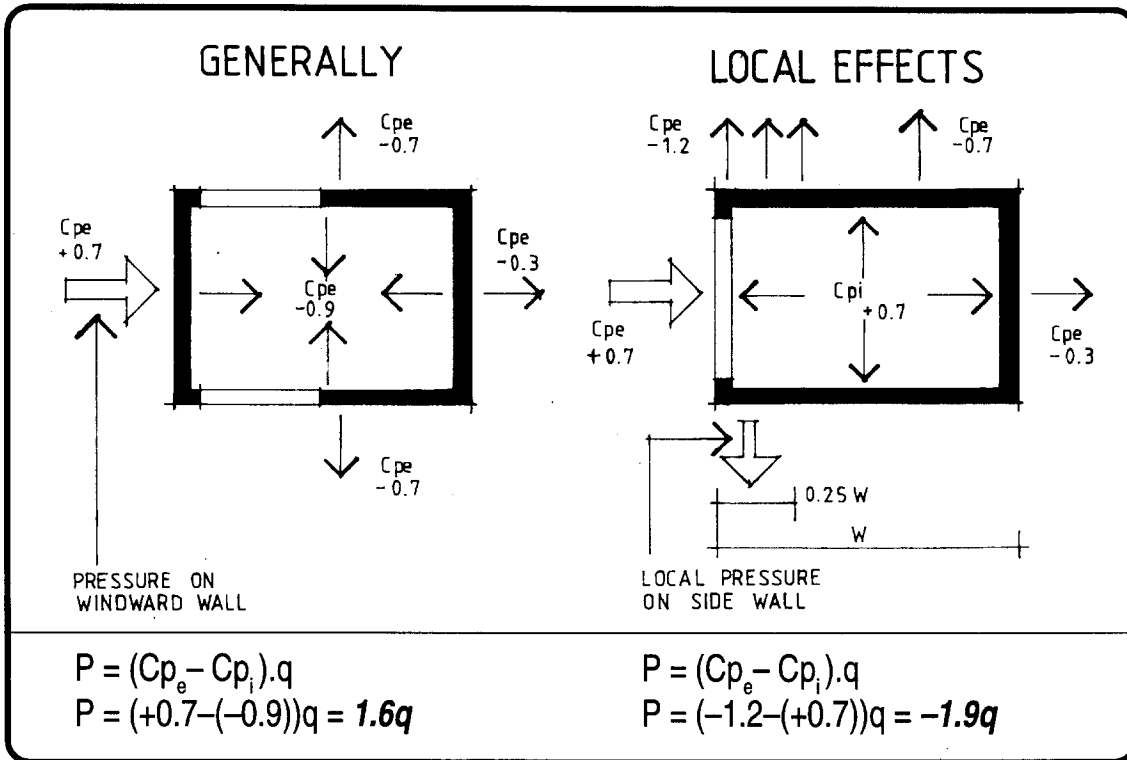 GENERALLY
Cpe
-0.7
Cpe
+0.7
Cpe
-0.3
Cpe
-0.9
Cpe
-0.7
PRESSURE ON
WINDWARD WALL
P = (Cpe – Cpi).q
P = (+0.7–(–0.9))q = 1.6q
LOCAL EFFECTS
Cpe
-1.2
Cpe
-0.7
Cpi
+0.7
Cpe
+0.7
Cpe
-0.3
0.25 W
W
LOCAL PRESSURE
ON SIDE WALL
P = (Cpe – Cpi).q
P = (–1.2–(+0.7))q = –1.9q